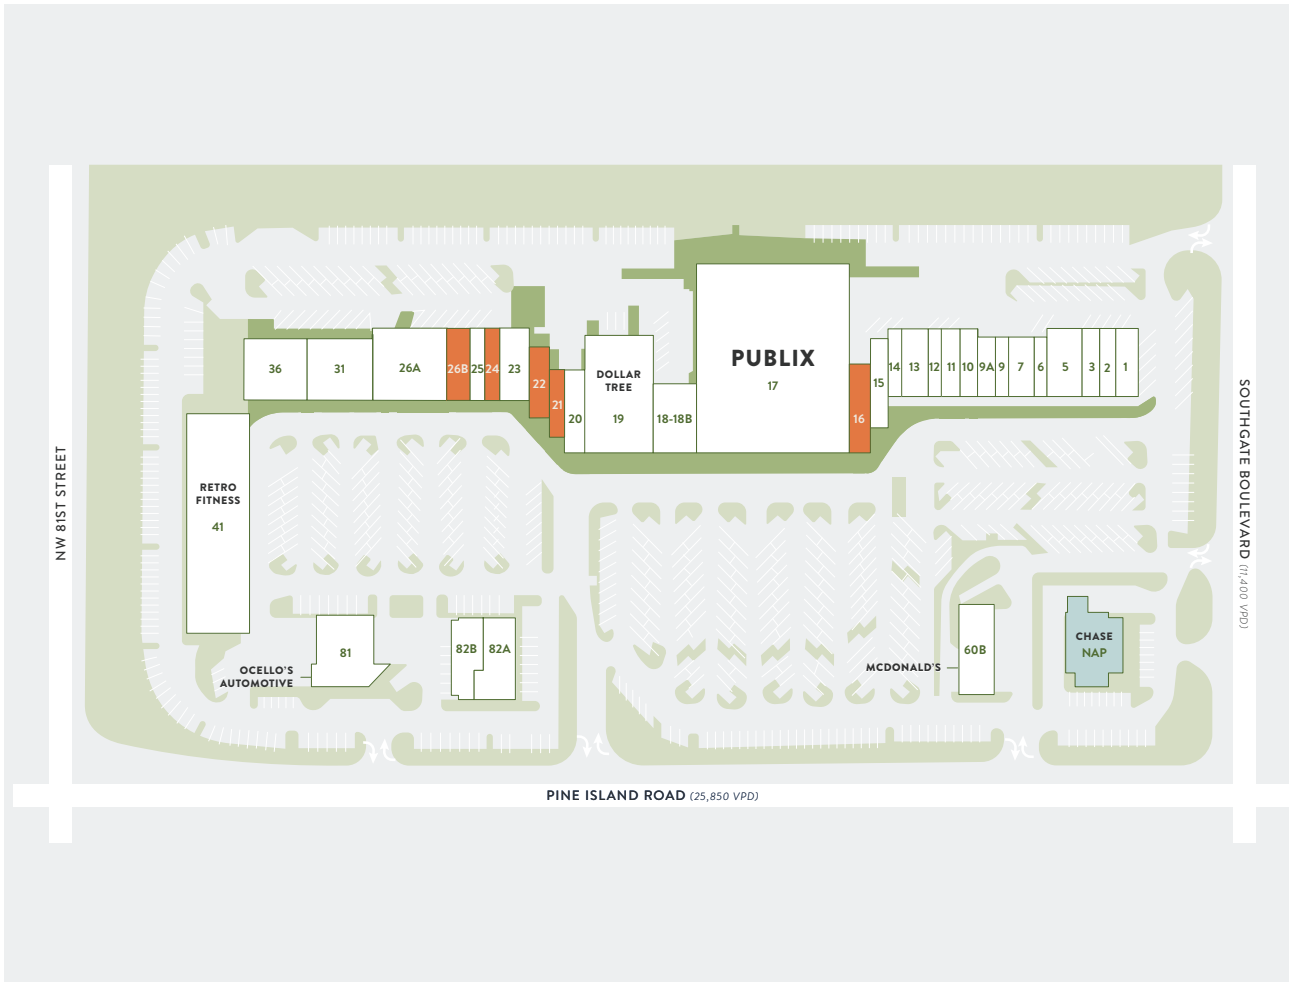 PUBLIX
17
36
31
26A
26B
25
24
23
22
21
20
DOLLAR
TREE
19
18-18B
16
15
14
13
12
11
10
9A
9
7
6
5
3
2
1
RETRO
FITNESS
41
NW 81ST STREET
SOUTHGATE BOULEVARD (11,400 VPD)
OCELLO'S
AUTOMOTIVE
81
82B
82A
MCDONALD'S
60B
CHASE
NAP
PINE ISLAND ROAD (25,850 VPD)